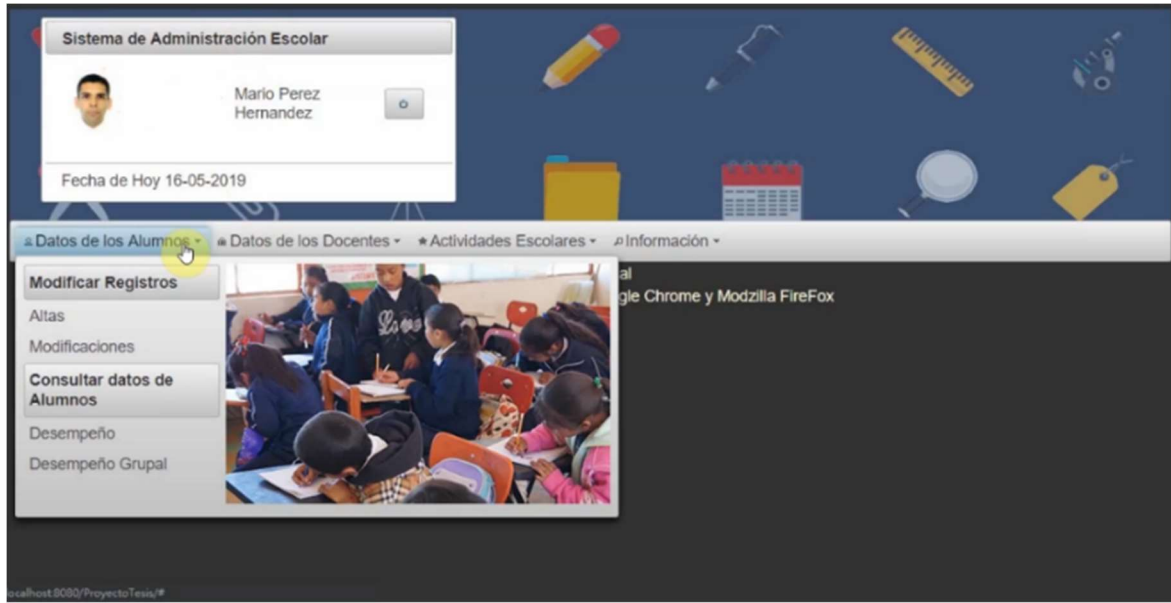 Sistema de Administración Escolar
Mario Perez
Hernandez
Fecha de Hoy 16-05-2019
Datos de los Alumnos
Datos de los Docentes
Actividades Escolares
Información
Modificar Registros
Altas
Modificaciones
Consultar datos de
Alumnos
Desempeño
Desempeño Grupal
al
gle Chrome y Modzilla FireFox
ocalhost:8080/ProyectoTesis/#